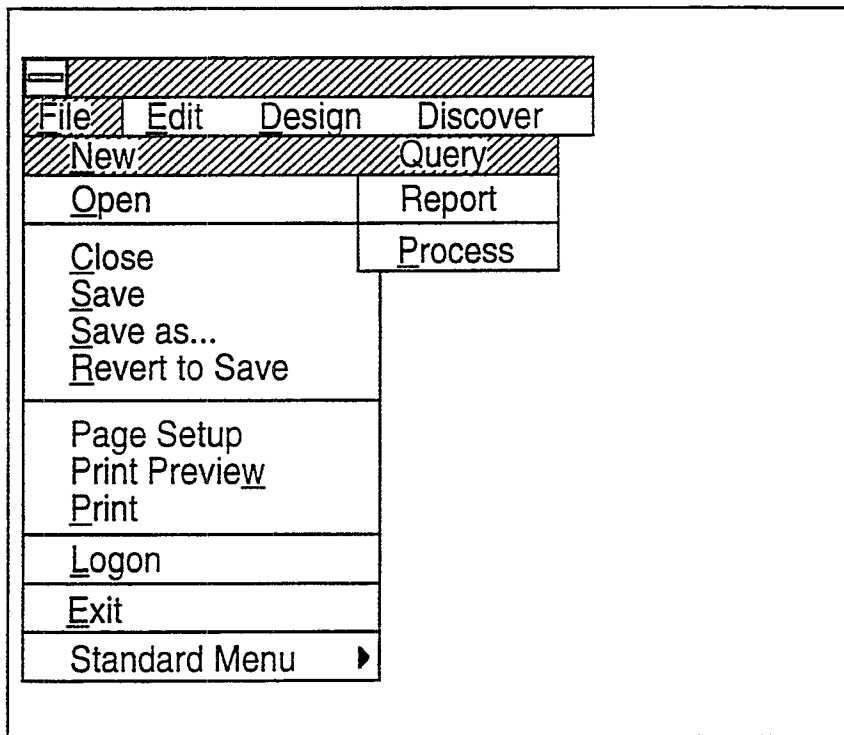 File Edit Design Discover
New Query
Open Report
Close Process
Save
Save as...
Revert to Save
Page Setup
Print Preview
Print
Logon
Exit
Standard Menu